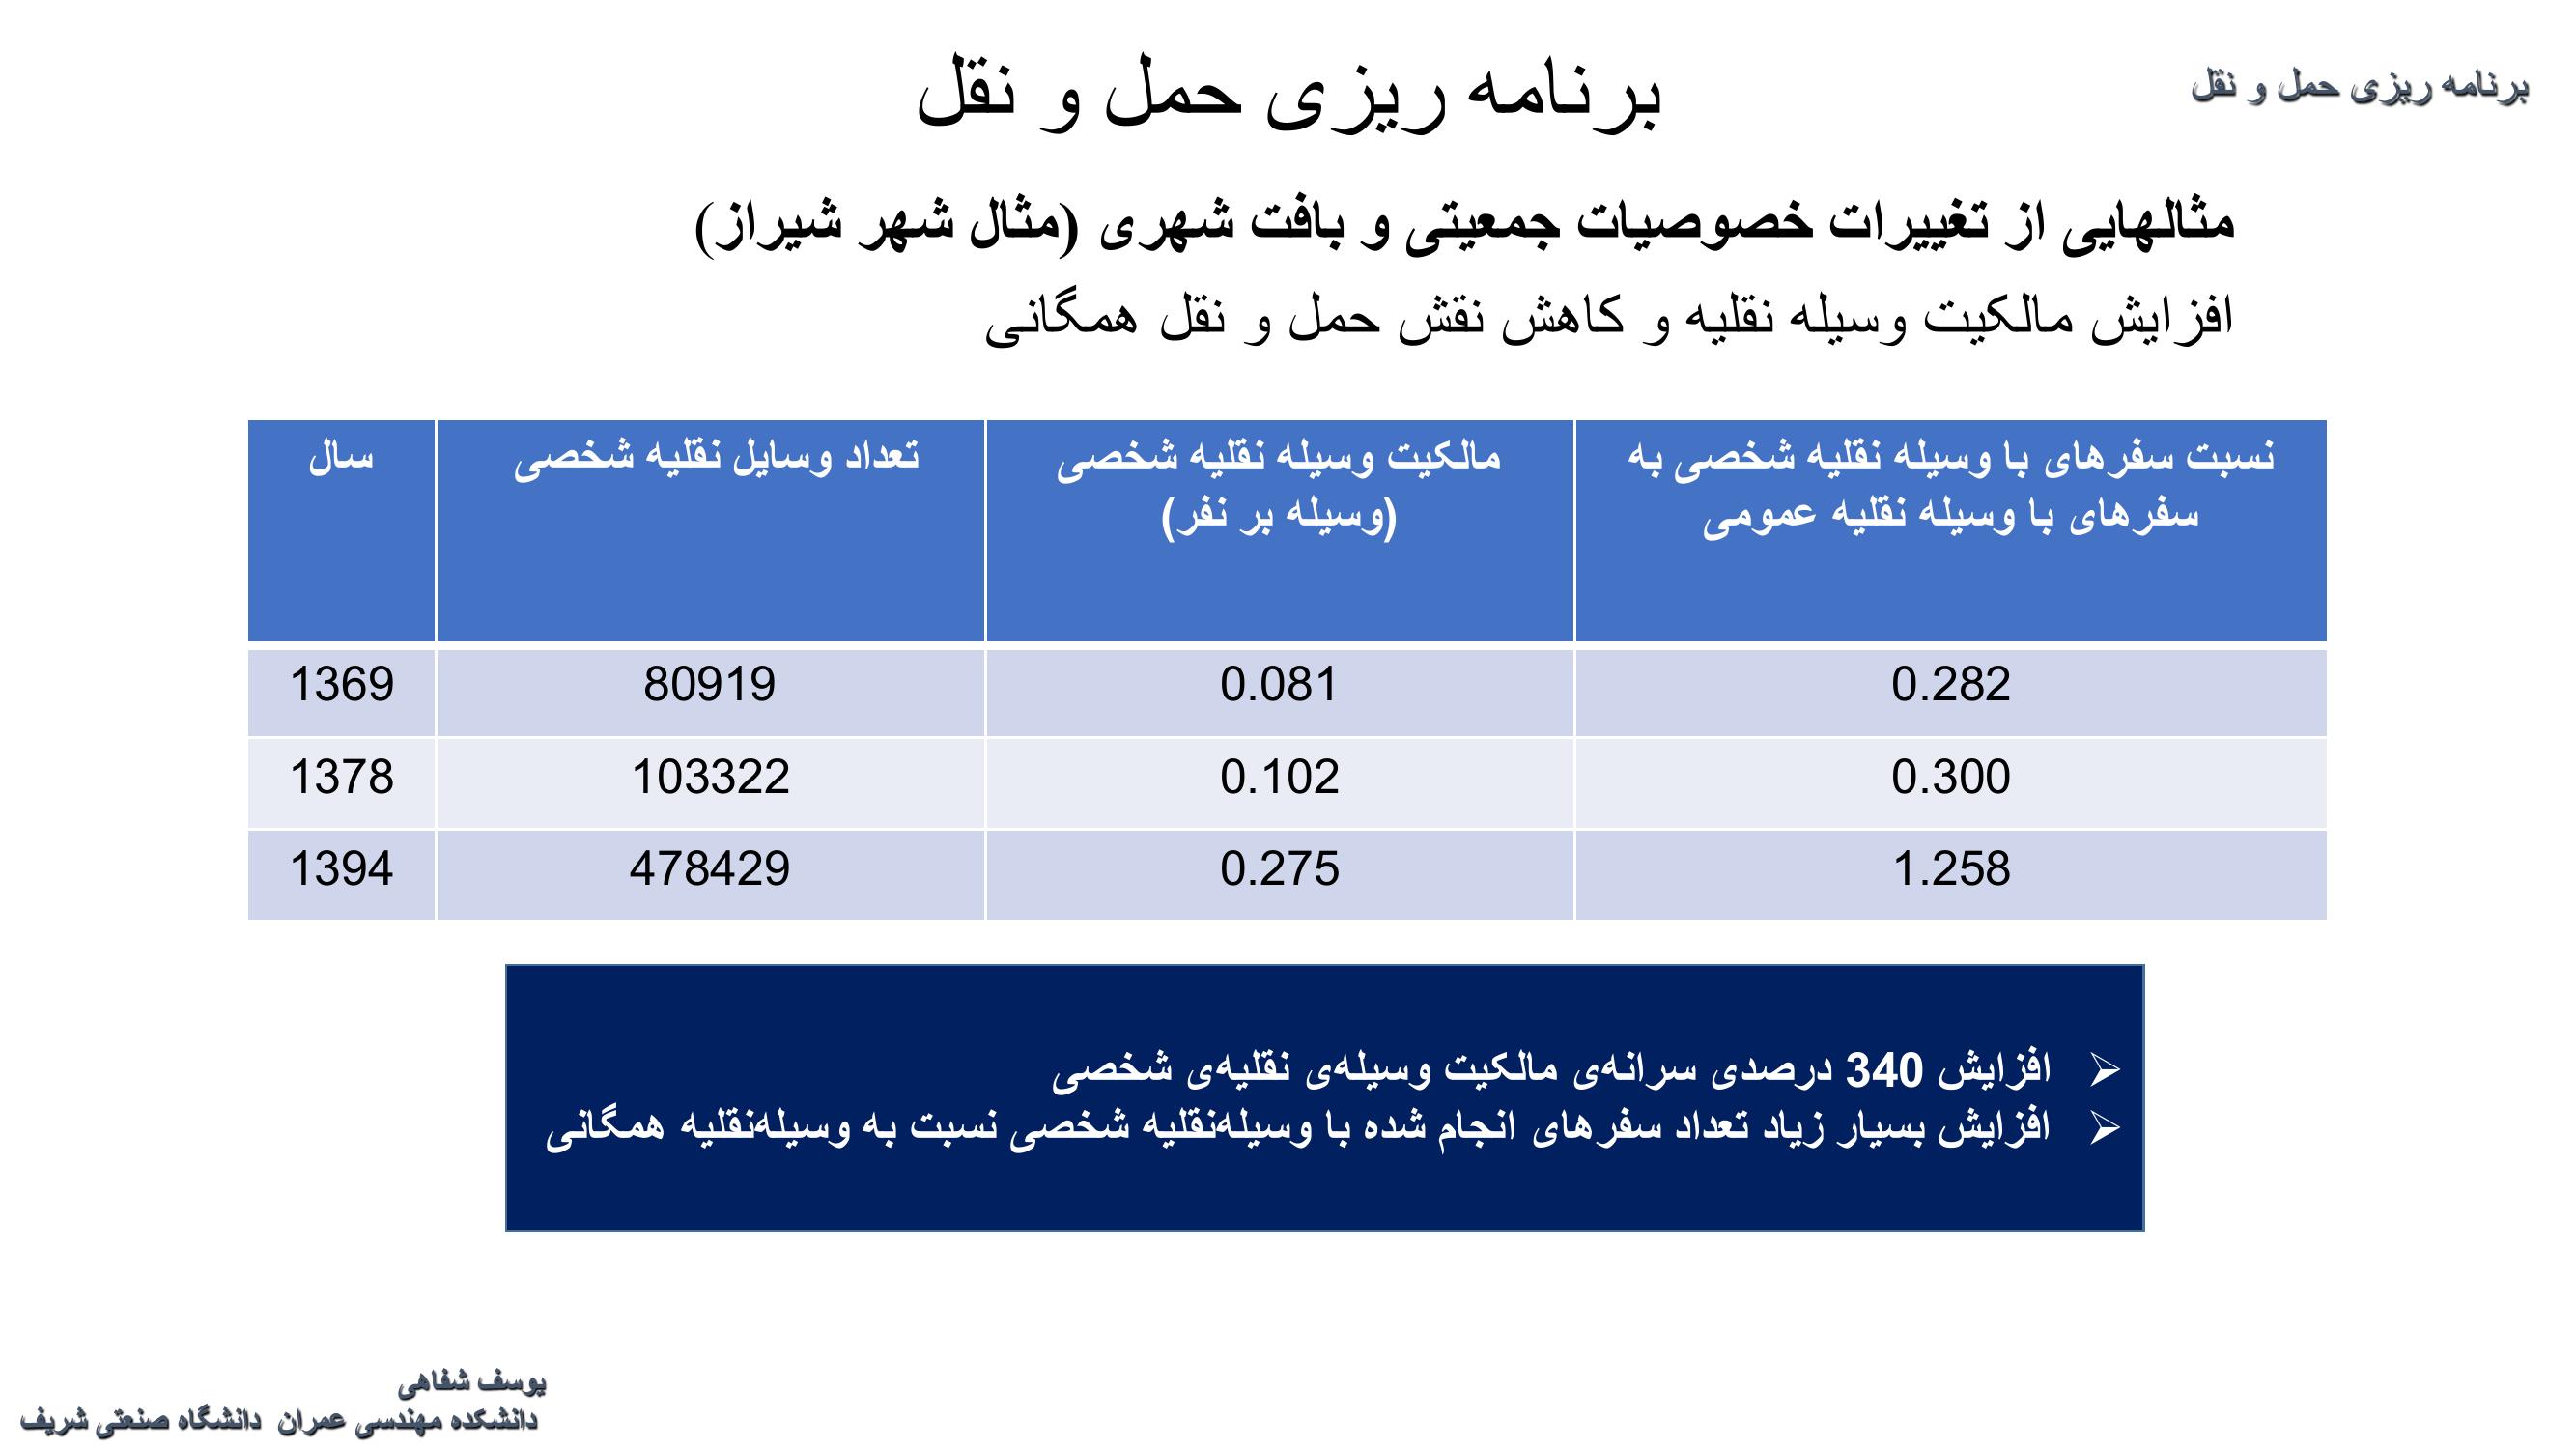 برنامه ریزی حمل و نقل
برنامه ریزی حمل و نقل
مثالهایی از تغییرات خصوصیات جمعیتی و بافت شهری (مثال شهر شیراز)
افزایش مالکیت وسیله نقلیه و کاهش نقش حمل و نقل همگانی
سال
تعداد وسایل نقلیه شخصی
مالکیت وسیله نقلیه شخصی
(وسیله بر نفر)
نسبت سفرهای با وسیله نقلیه شخصی به
سفرهای با وسیله نقلیه عمومی
1369 80919 0.081 0.282
1378 103322 0.102 0.300
1394 478429 0.275 1.258
➢ افزایش 340 درصدی سرانه‌ی مالکیت وسیله‌ی نقلیه‌ی شخصی
➢ افزایش بسیار زیاد تعداد سفرهای انجام شده با وسیله‌نقلیه شخصی نسبت به وسیله‌نقلیه همگانی
یوسف شفاهی
دانشکده مهندسی عمران دانشگاه صنعتی شریف